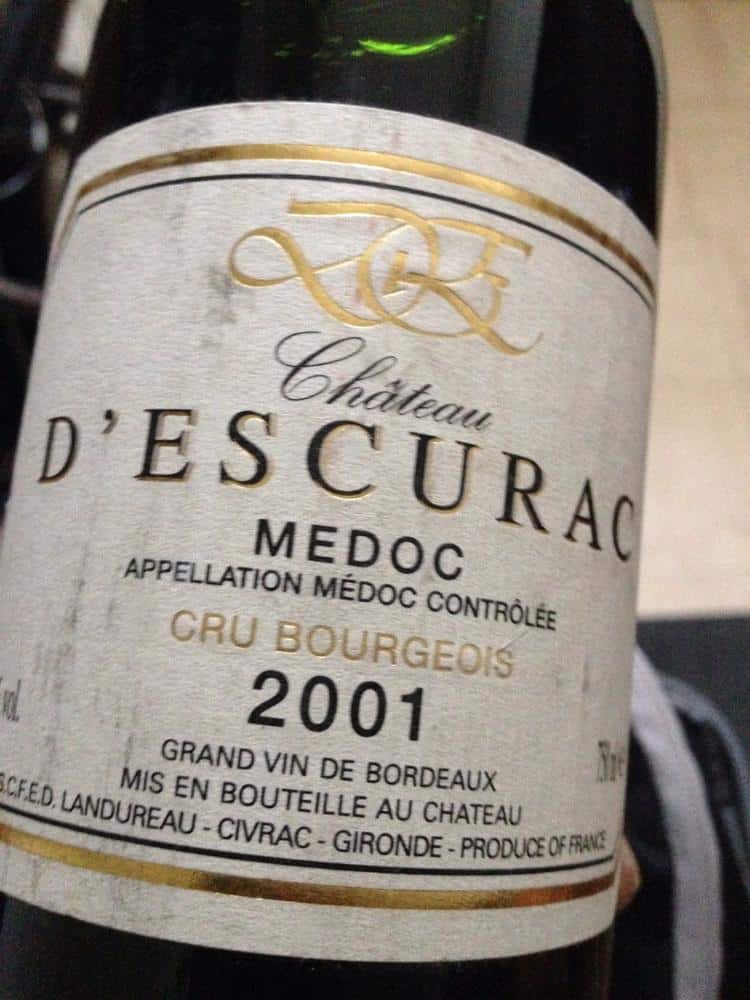 Château
D'ESCURAC
MEDOC
APPELLATION MÉDOC CONTRÔLÉE
CRU BOURGEOIS
2001
vol.
GRAND VIN DE BORDEAUX
MIS EN BOUTEILLE AU CHATEAU
S.C.F.E.D. LANDUREAU - CIVRAC - GIRONDE - PRODUCE OF FRANCE